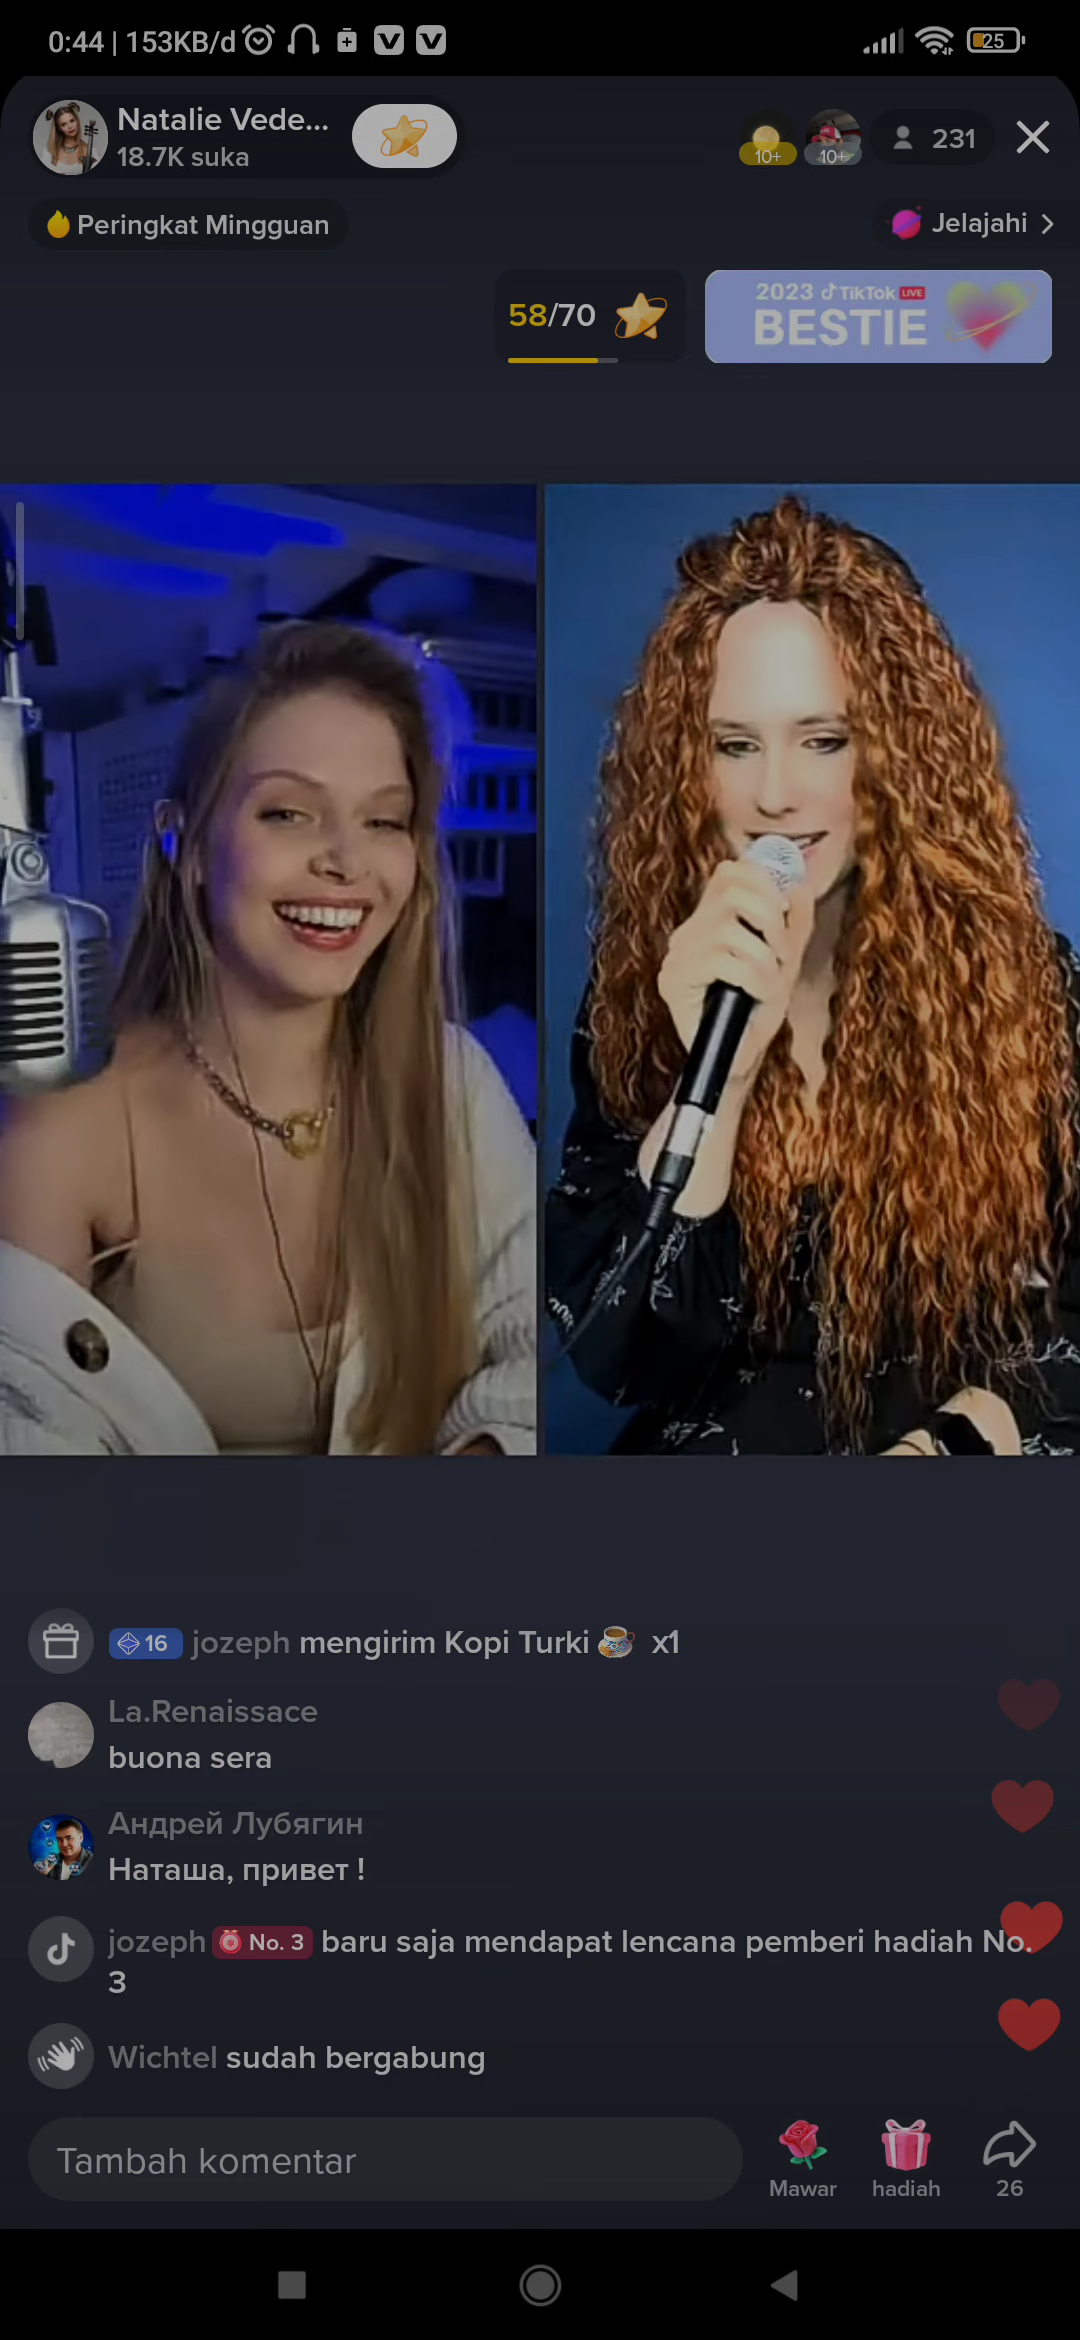 0:44 | 153KB/d
25
Natalie Vede...
18.7K suka
10+
10+
231
Peringkat Mingguan
Jelajahi
58/70
2023 TikTok LIVE
BESTIE
16 jozeph mengirim Kopi Turki x1
La.Renaissace
buona sera
Андрей Лубягин
Наташа, привет !
jozeph No. 3 baru saja mendapat lencana pemberi hadiah No.
3
Wichtel sudah bergabung
Tambah komentar
Mawar
hadiah
26